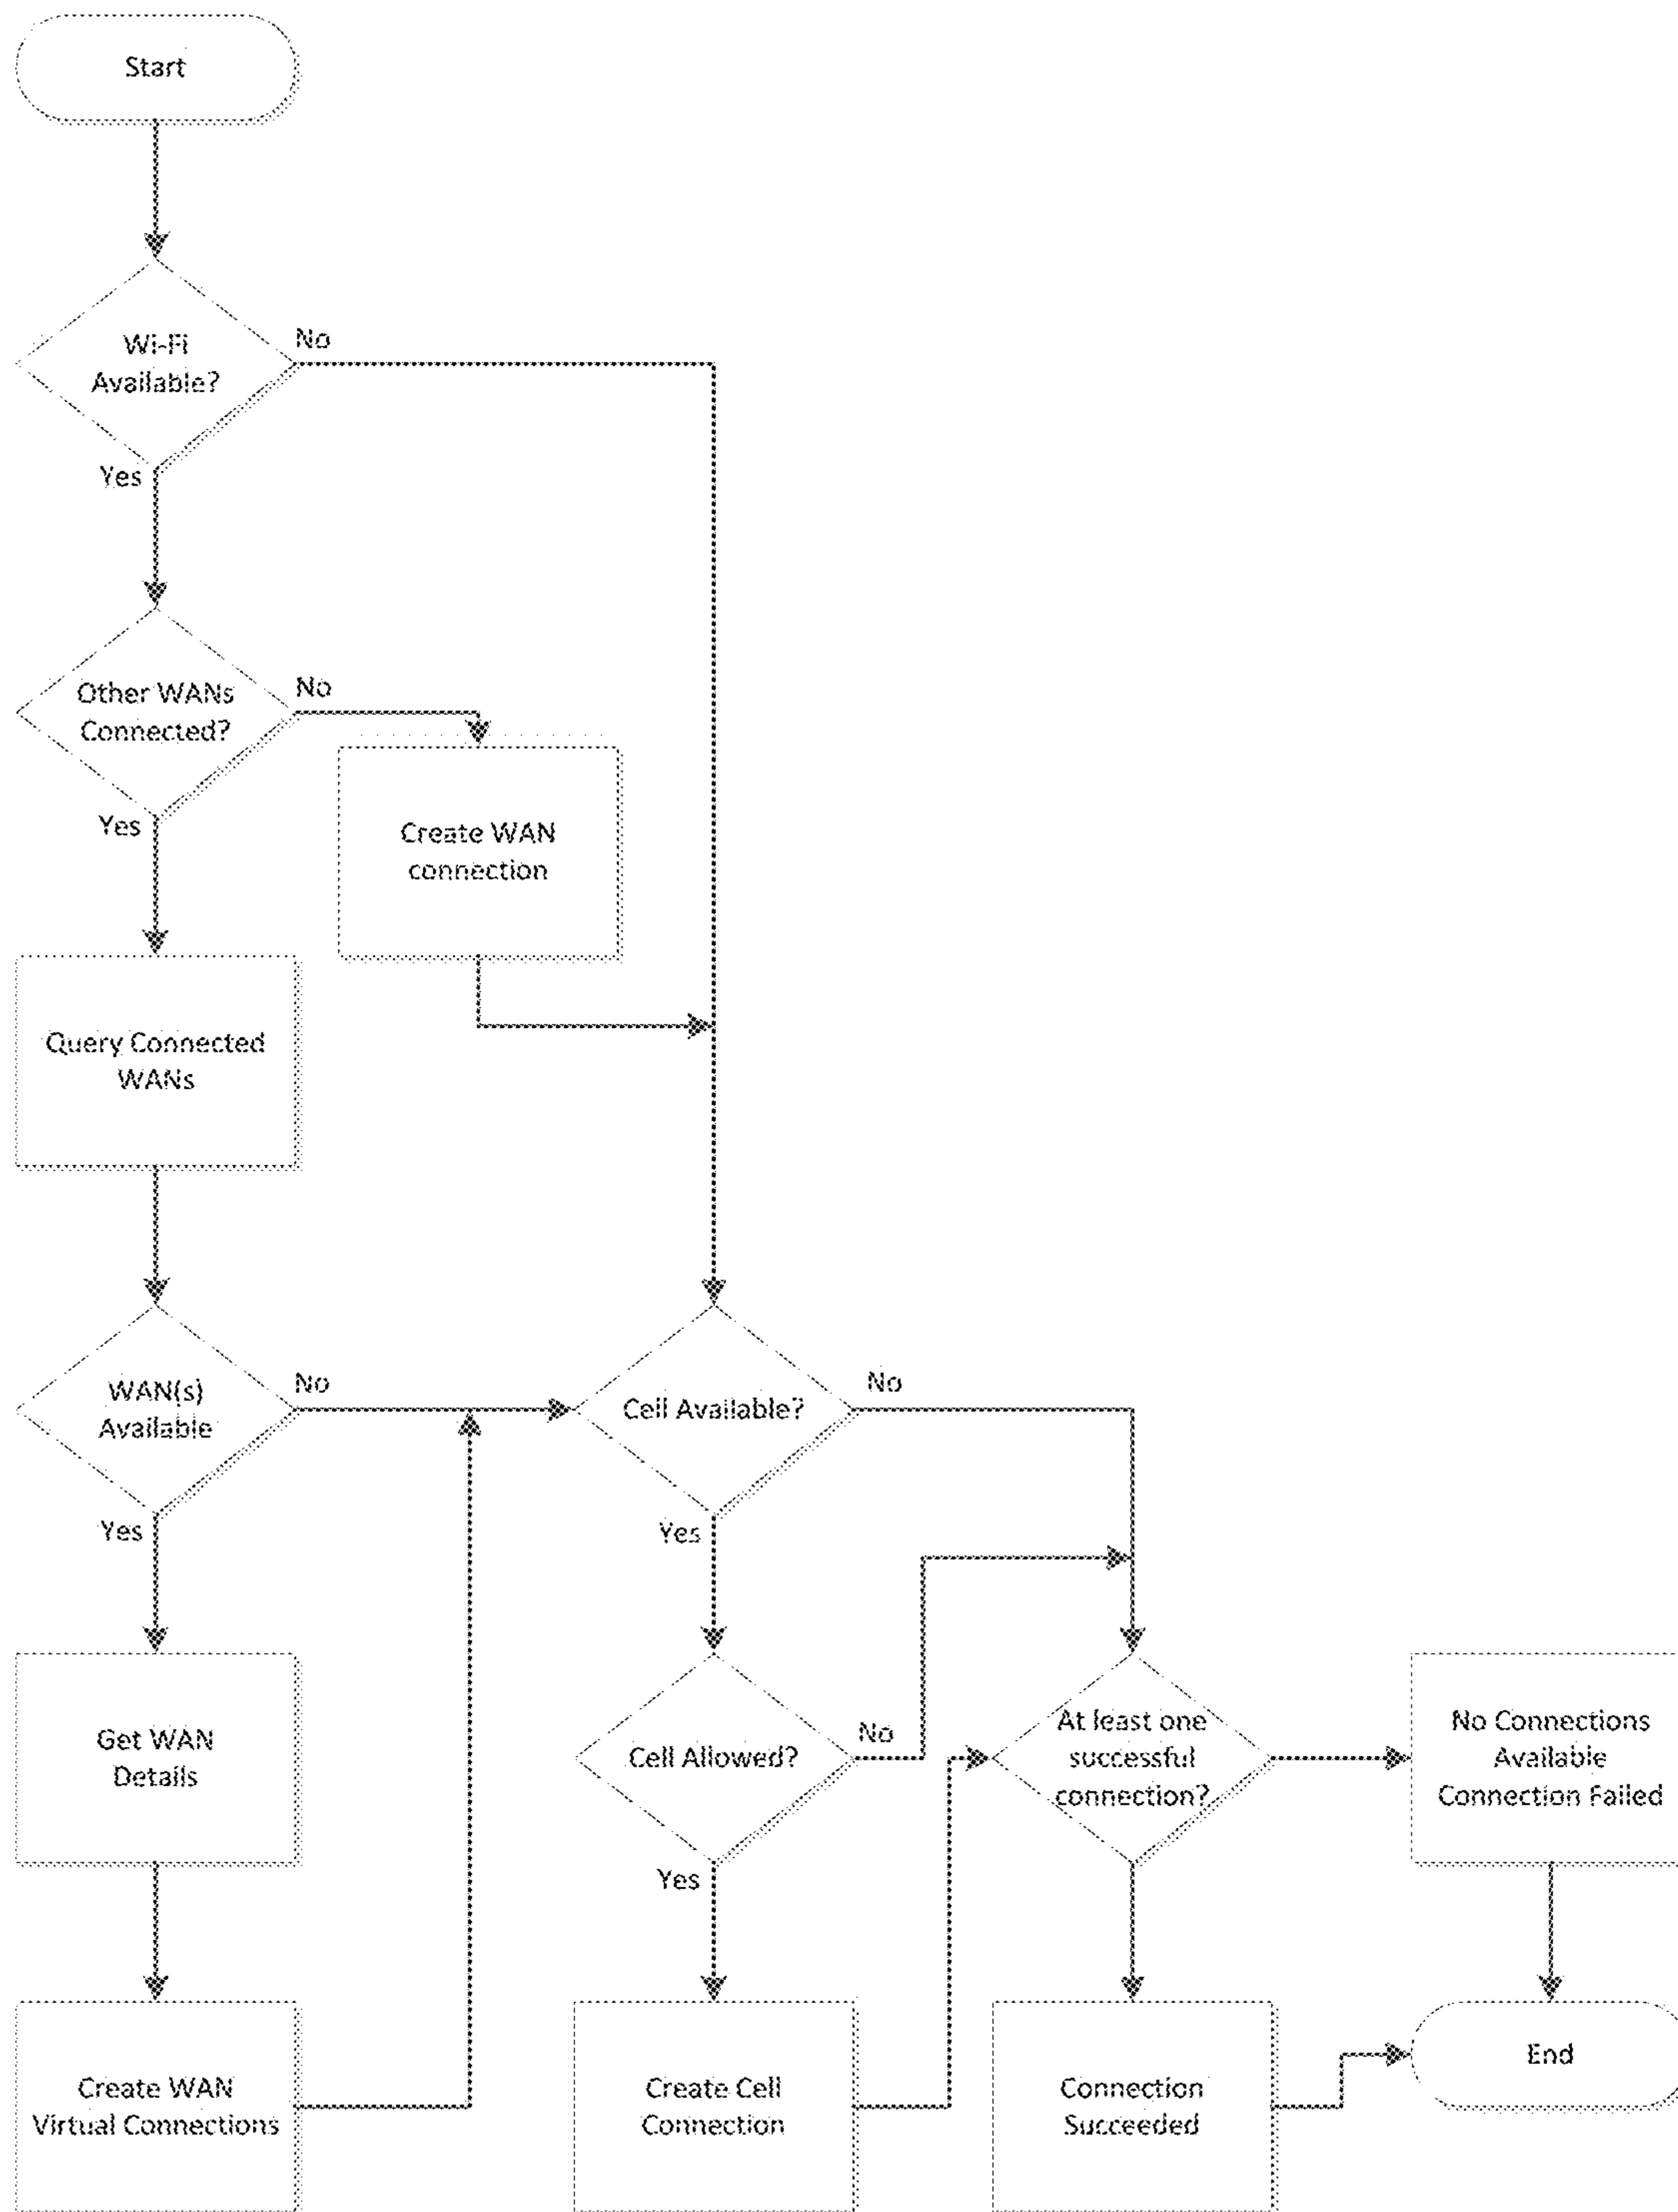 Start
Wi-Fi
Available?
No
Yes
Other WANs
Connected?
No
Yes
Create WAN
connection
Query Connected
WANs
WAN(s)
Available
No
Yes
Cell Available?
No
Yes
Get WAN
Details
Cell Allowed?
No
Yes
At least one
successful
connection?
No Connections
Available
Connection Failed
Create WAN
Virtual Connections
Create Cell
Connection
Connection
Succeeded
End